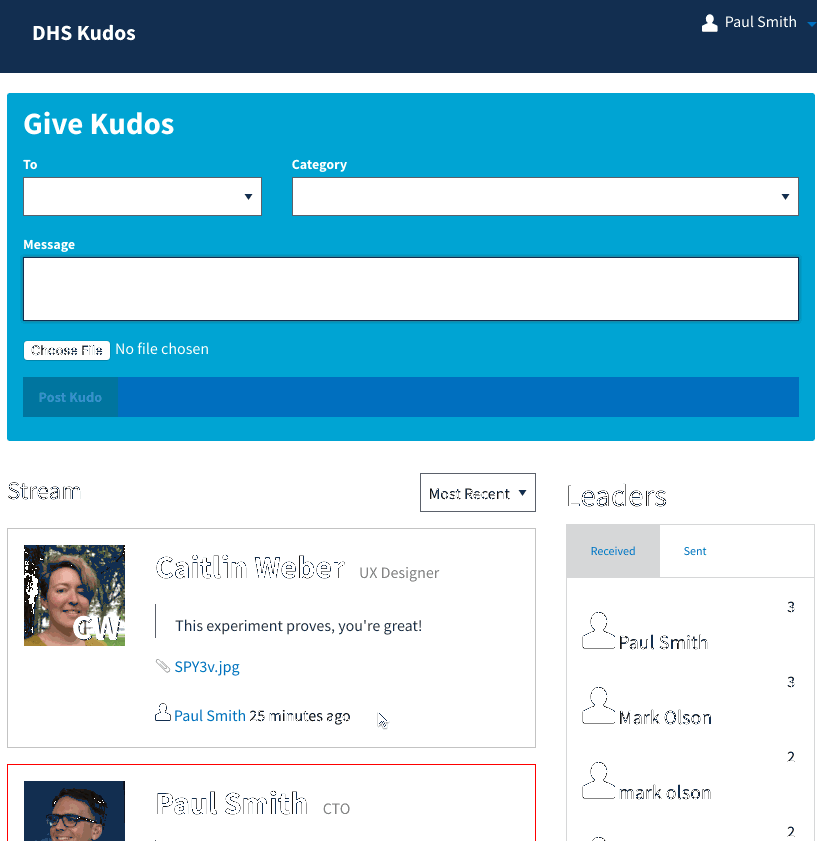 DHS Kudos
Paul Smith
Give Kudos
To
Category
Message
Choose File No file chosen
Post Kudo
Stream
Most Recent
CW
Caitlin Weber UX Designer
This experiment proves, you're great!
SPY3v.jpg
Paul Smith 25 minutes ago
Paul Smith CTO
Leaders
Received Sent
3
Paul Smith
3
Mark Olson
2
mark olson
2